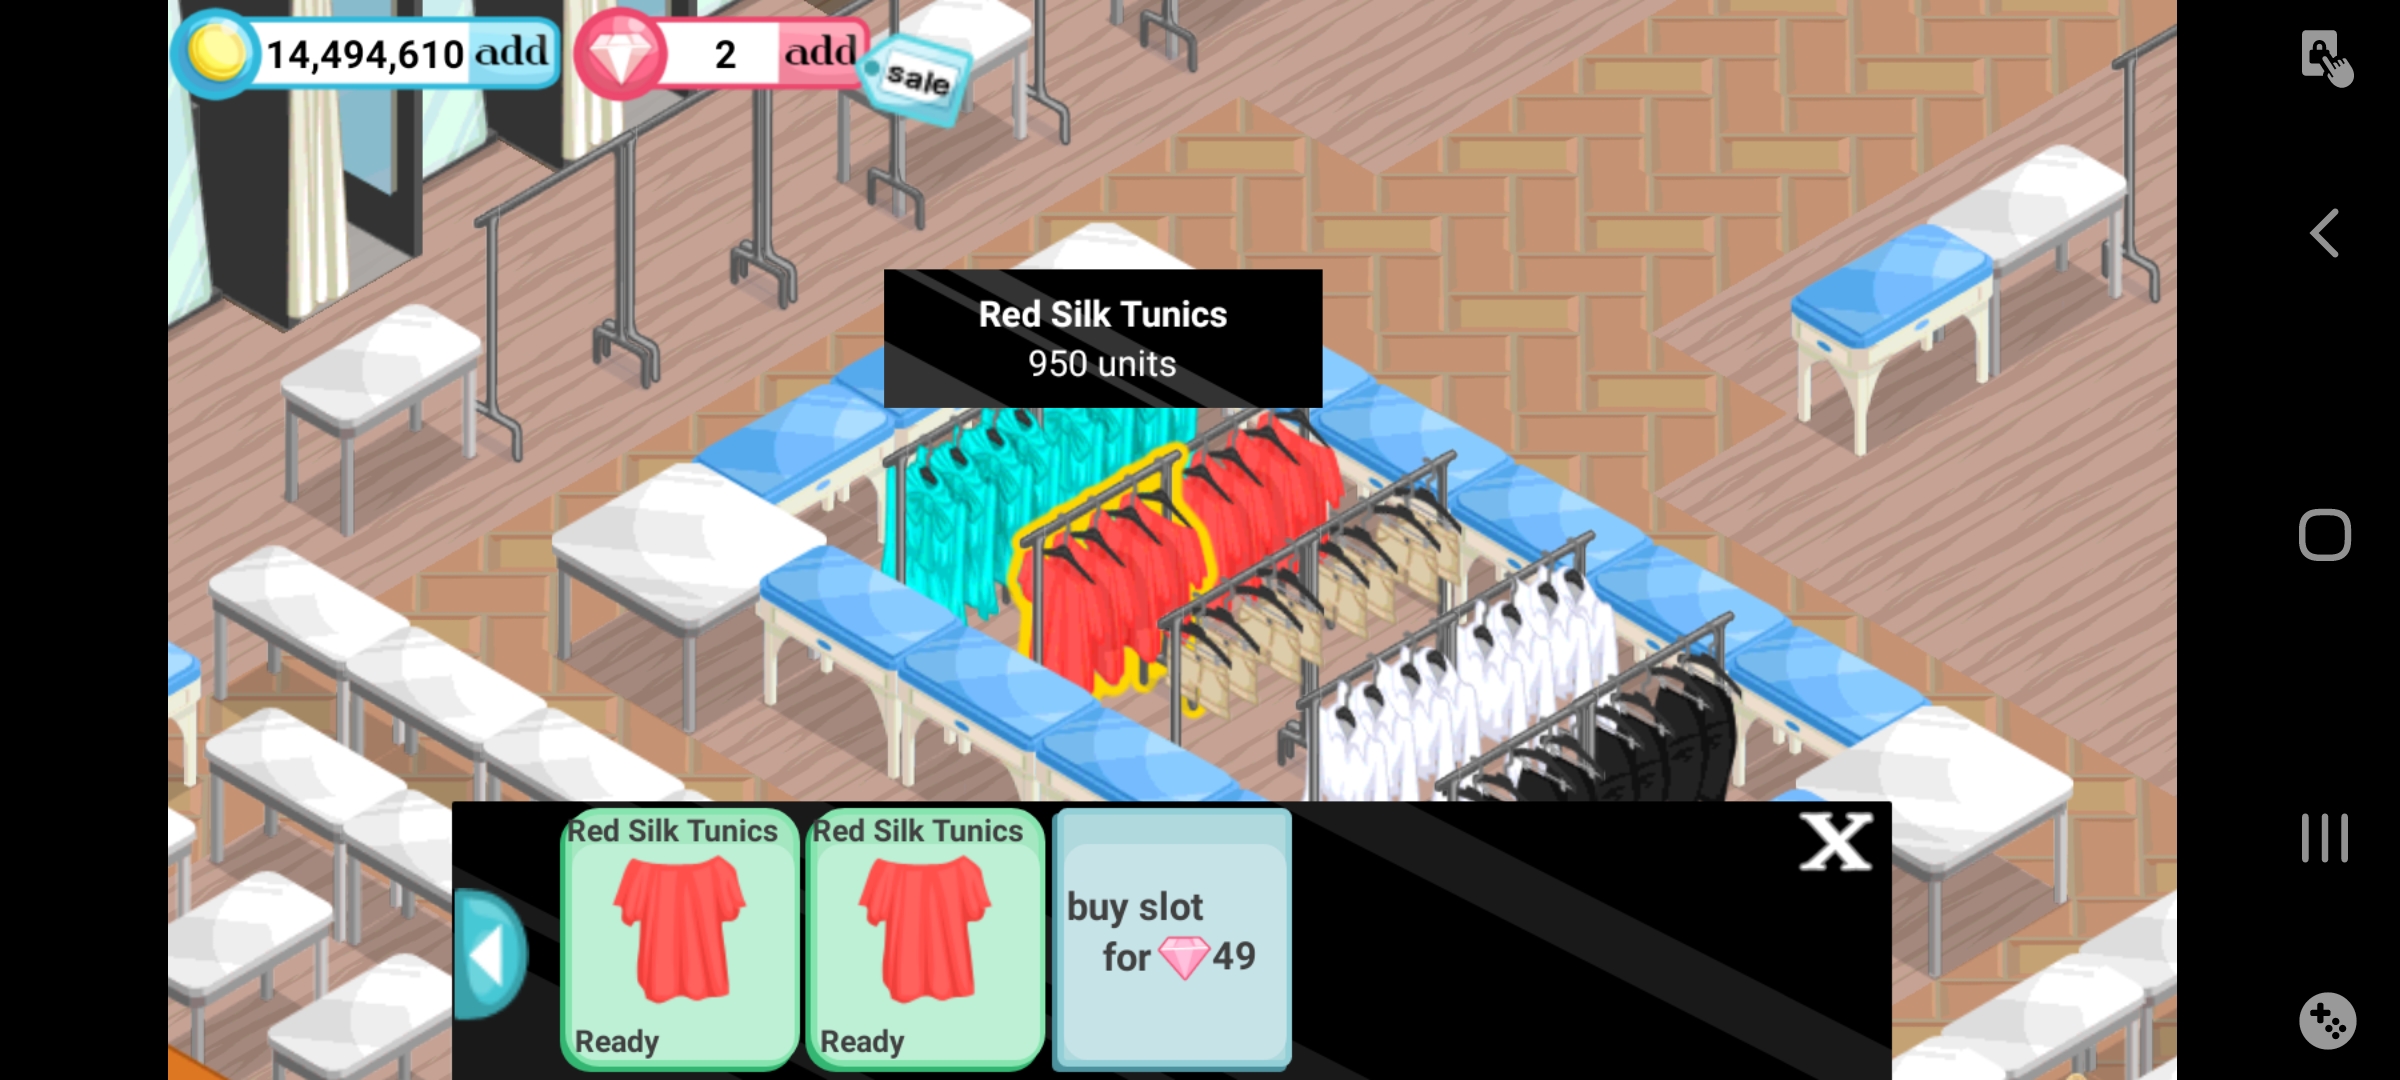 14,494,610 add
2 add
sale
Red Silk Tunics
950 units
Red Silk Tunics
Ready
Red Silk Tunics
Ready
buy slot
for 49
X